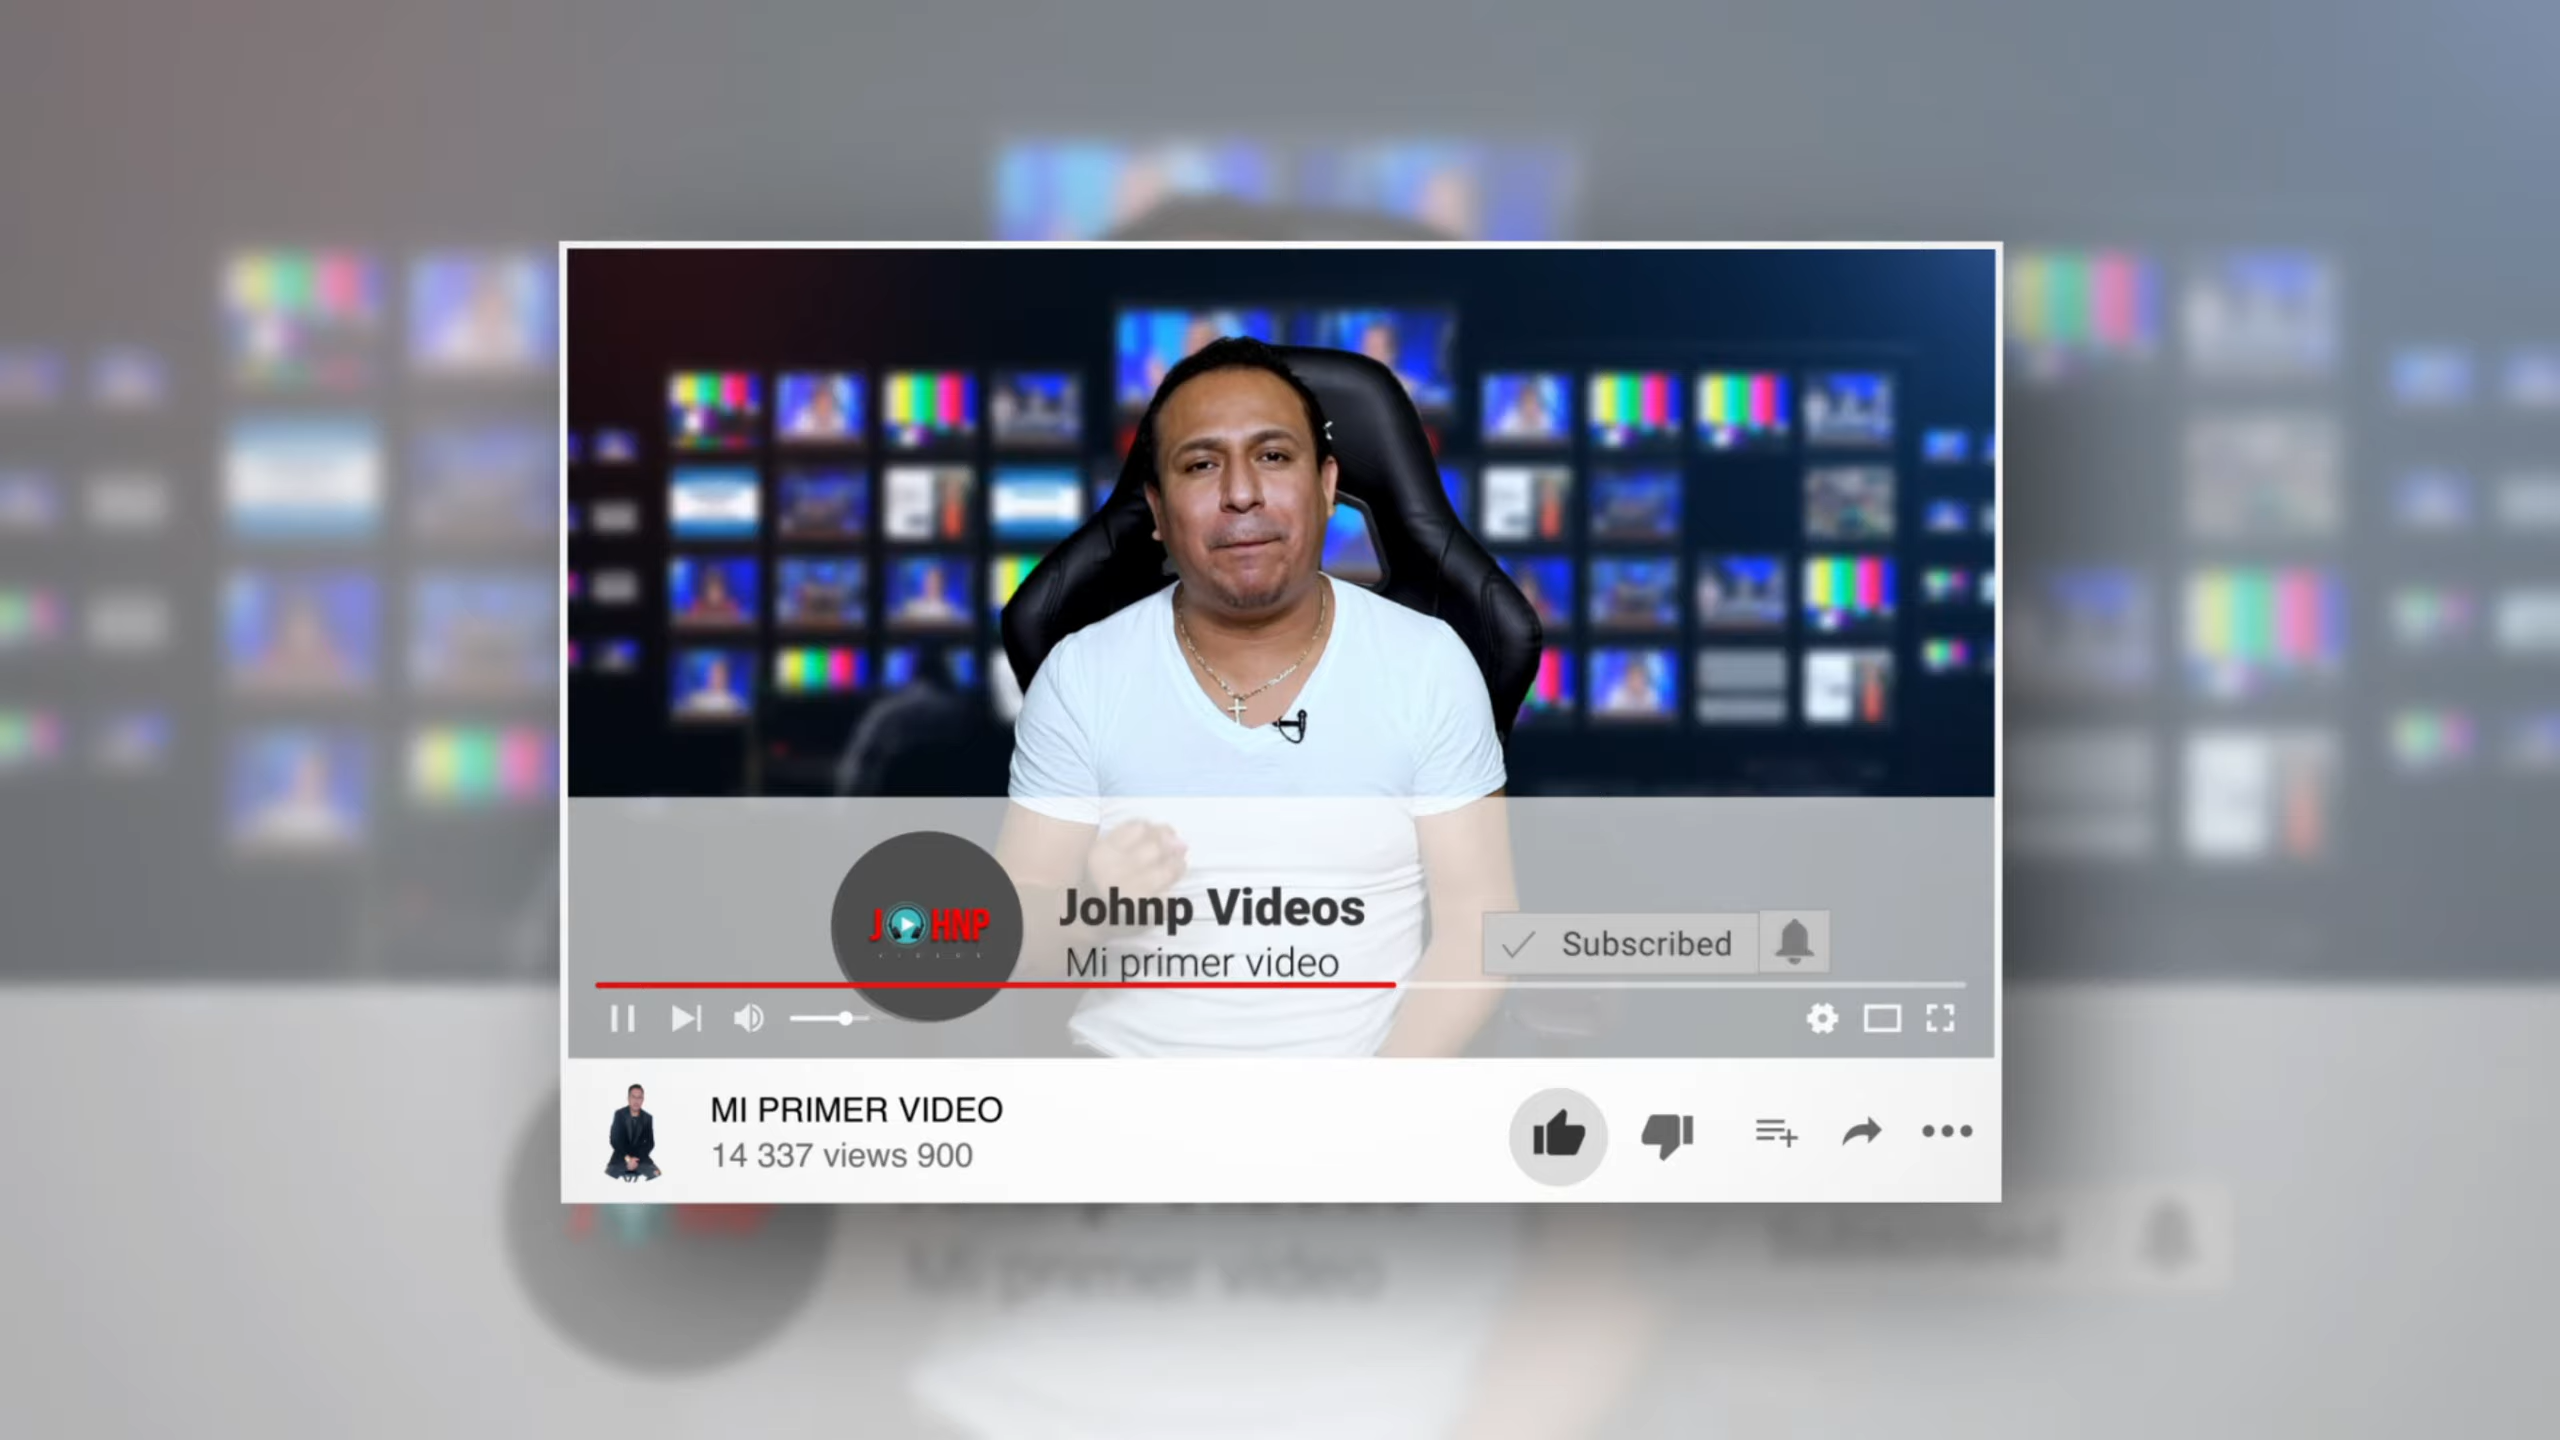 JOHNP
Johnp Videos
Mi primer video
Subscribed
MI PRIMER VIDEO
14 337 views 900